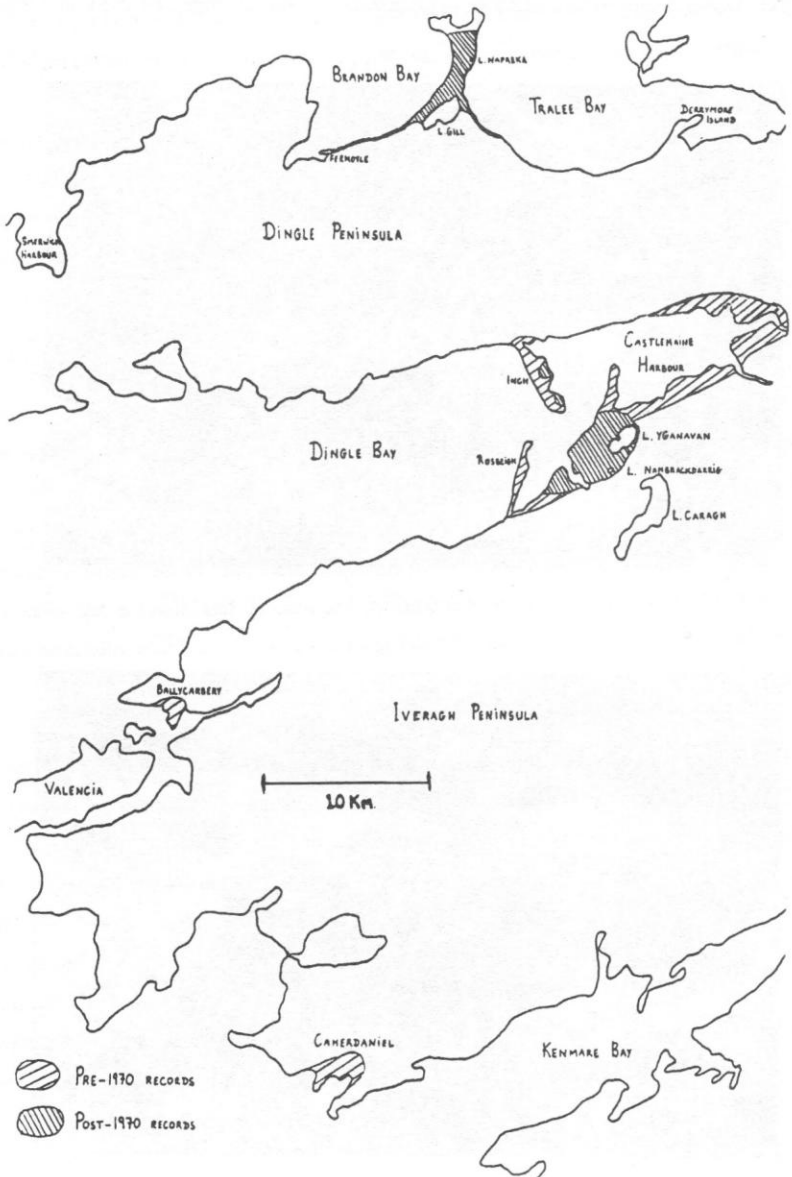 BRANDON BAY
L. NAPARKA
TRALEE BAY
DERRYMORE
ISLAND
L. GILL
FERMOYLE
SMERWICK
HARBOUR
DINGLE PENINSULA
CASTLEMAINE
HARBOUR
INCH
L. YGANAVAN
DINGLE BAY
ROSBEIGH
L. NAMBRACKDARRIG
L. CARAGH
BALLYCARBERY
IVERAGH PENINSULA
VALENCIA
10 KM.
CAHERDANIEL
KENMARE BAY
PRE-1970 RECORDS
POST-1970 RECORDS